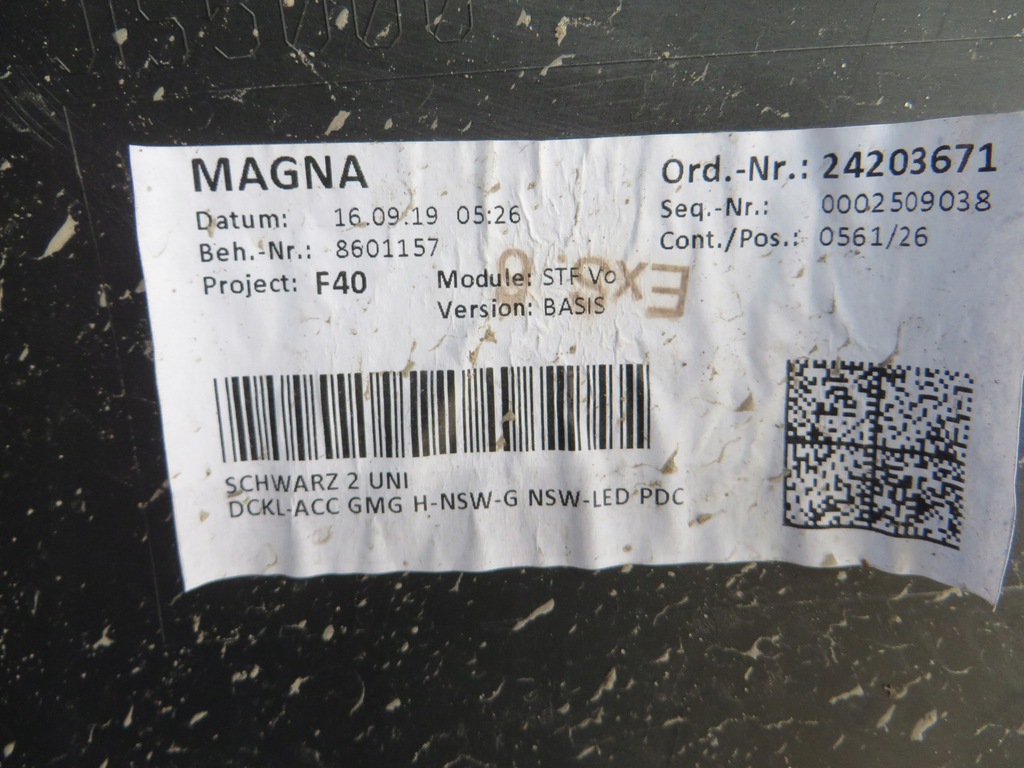 MAGNA
Ord.-Nr.: 24203671
Datum: 16.09.19 05:26
Seq.-Nr.: 0002509038
Beh.-Nr.: 8601157
Cont./Pos.: 0561/26
Project: F40
Module: STF Vo
Version: BASIS
SCHWARZ 2 UNI
DCKL-ACC GMG H-NSW-G NSW-LED PDC